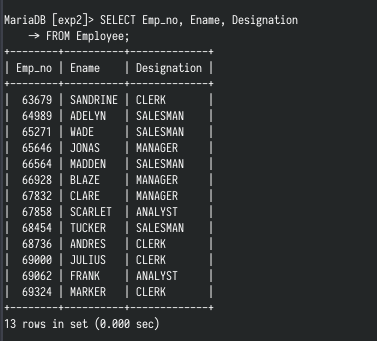 MariaDB [exp2]> SELECT Emp_no, Ename, Designation
    -> FROM Employee;
+--------+----------+-------------+
| Emp_no | Ename    | Designation |
+--------+----------+-------------+
|  63679 | SANDRINE | CLERK       |
|  64989 | ADELYN   | SALESMAN    |
|  65271 | WADE     | SALESMAN    |
|  65646 | JONAS    | MANAGER     |
|  66564 | MADDEN   | SALESMAN    |
|  66928 | BLAZE    | MANAGER     |
|  67832 | CLARE    | MANAGER     |
|  67858 | SCARLET  | ANALYST     |
|  68454 | TUCKER   | SALESMAN    |
|  68736 | ANDRES   | CLERK       |
|  69000 | JULIUS   | CLERK       |
|  69062 | FRANK    | ANALYST     |
|  69324 | MARKER   | CLERK       |
+--------+----------+-------------+
13 rows in set (0.000 sec)